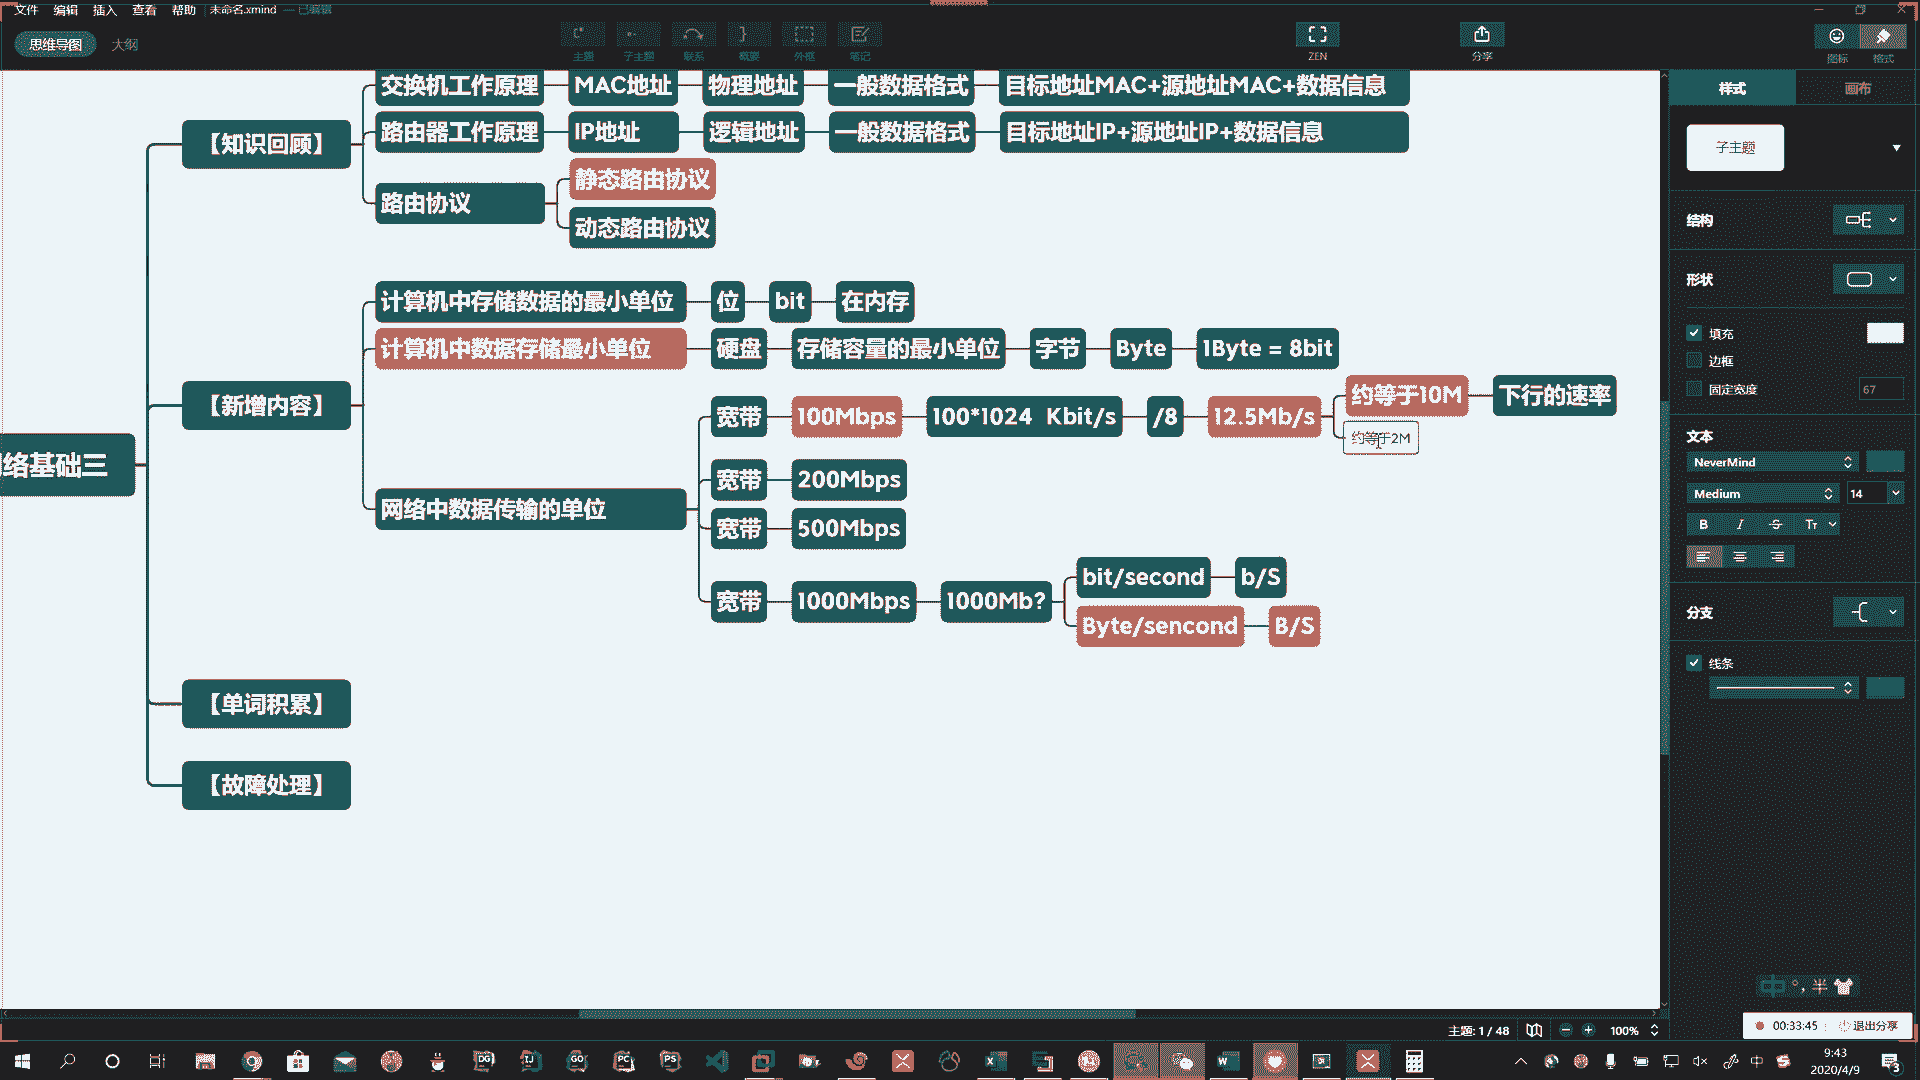 文件 编辑 插入 查看 帮助 未命名.xmind — 已编辑
思维导图 大纲
主题 子主题 联系 概要 外框 笔记 ZEN 分享 图标 格式
交换机工作原理 MAC地址 物理地址 一般数据格式 目标地址MAC+源地址MAC+数据信息
【知识回顾】
路由器工作原理 IP地址 逻辑地址 一般数据格式 目标地址IP+源地址IP+数据信息
路由协议
静态路由协议
动态路由协议
计算机中存储数据的最小单位 位 bit 在内存
计算机中数据存储最小单位 硬盘 存储容量的最小单位 字节 Byte 1Byte = 8bit
【新增内容】
宽带 100Mbps 100*1024 Kbit/s /8 12.5Mb/s
约等于10M 下行的速率
约等于2M
络基础三
网络中数据传输的单位
宽带 200Mbps
宽带 500Mbps
宽带 1000Mbps 1000Mb?
bit/second b/S
Byte/sencond B/S
【单词积累】
【故障处理】
样式 画布
子主题
结构
形状
填充
边框
固定宽度 67
文本
NeverMind
Medium 14
B I S Tт
分支
线条
中 °, 半
主题: 1 / 48 100%
00:33:45 退出分享
DG IJ GO PC PS
中
9:43
2020/4/9
3